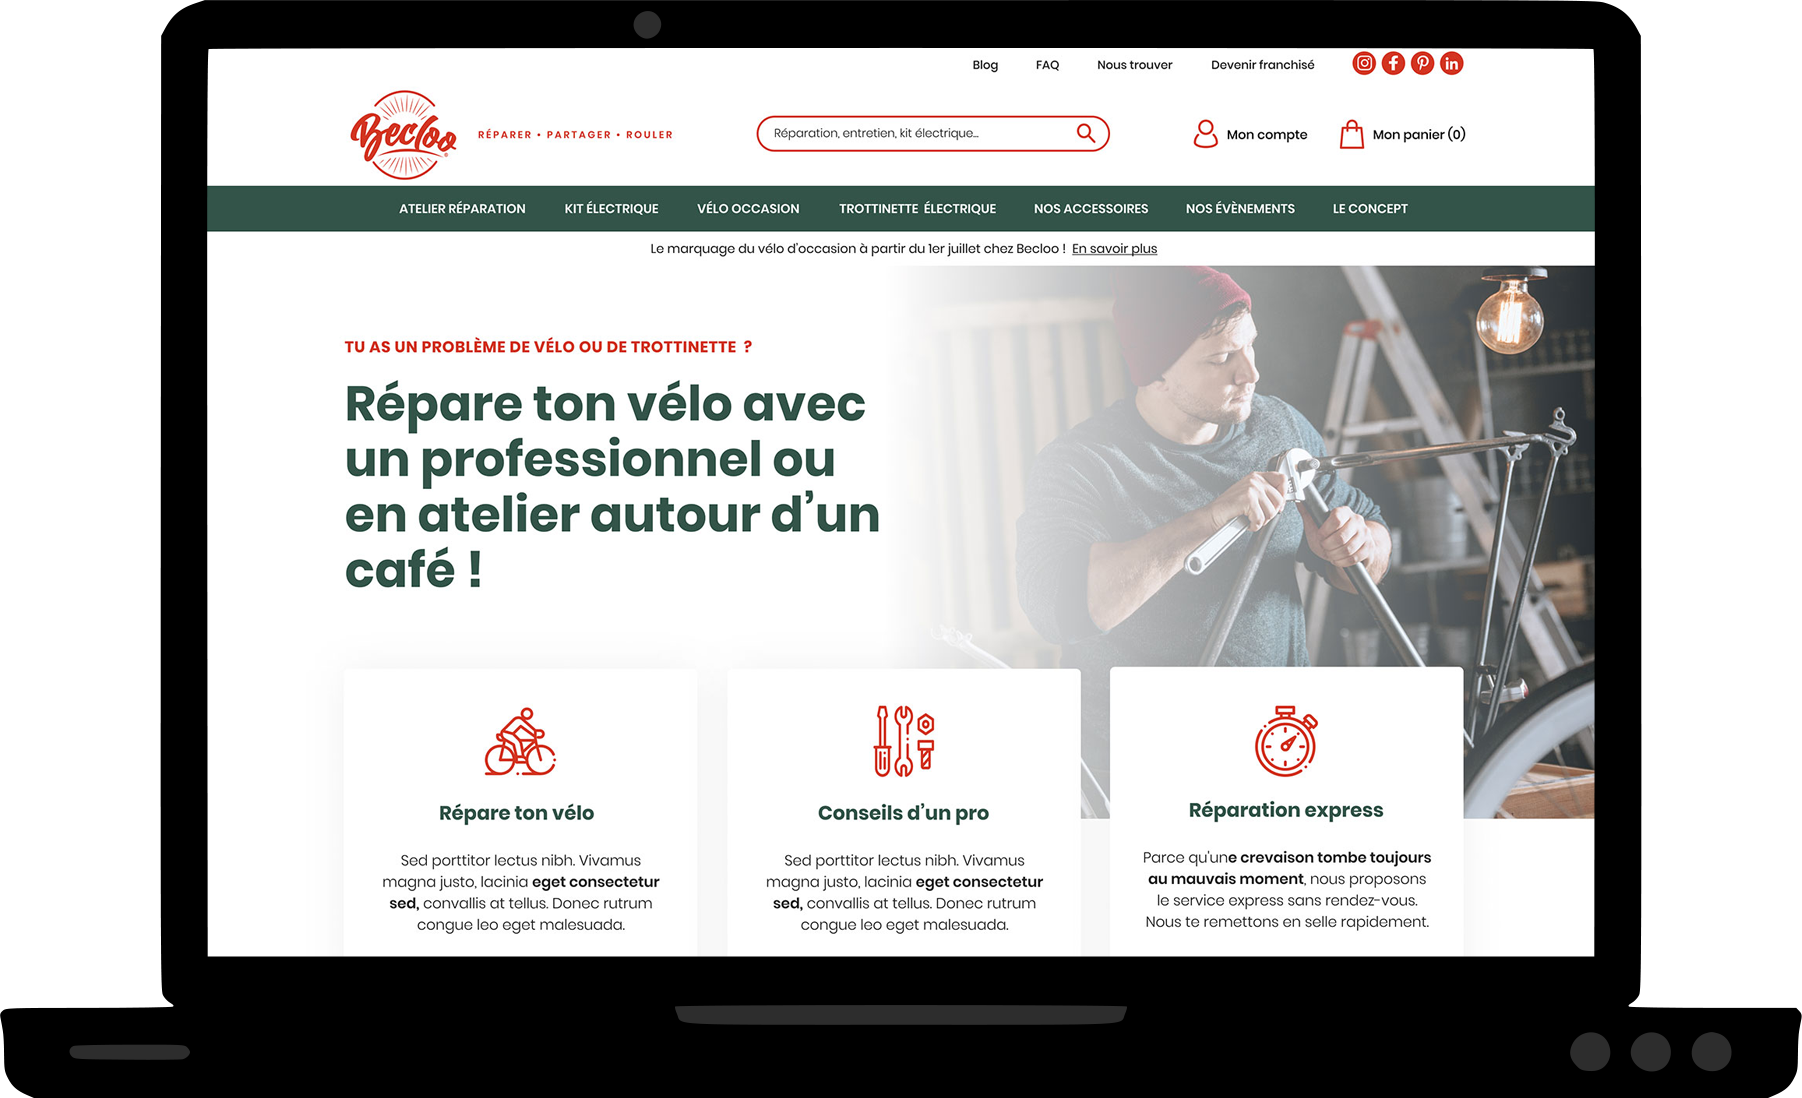 Blog FAQ Nous trouver Devenir franchisé
Becloo
RÉPARER • PARTAGER • ROULER
Réparation, entretien, kit électrique...
Mon compte
Mon panier (0)
ATELIER RÉPARATION KIT ÉLECTRIQUE VÉLO OCCASION TROTTINETTE ÉLECTRIQUE NOS ACCESSOIRES NOS ÉVÈNEMENTS LE CONCEPT
Le marquage du vélo d'occasion à partir du 1er juillet chez Becloo ! En savoir plus
TU AS UN PROBLÈME DE VÉLO OU DE TROTTINETTE ?
Répare ton vélo avec
un professionnel ou
en atelier autour d'un
café !
Répare ton vélo
Sed porttitor lectus nibh. Vivamus
magna justo, lacinia eget consectetur
sed, convallis at tellus. Donec rutrum
congue leo eget malesuada.
Conseils d'un pro
Sed porttitor lectus nibh. Vivamus
magna justo, lacinia eget consectetur
sed, convallis at tellus. Donec rutrum
congue leo eget malesuada.
Réparation express
Parce qu'une crevaison tombe toujours
au mauvais moment, nous proposons
le service express sans rendez-vous.
Nous te remettons en selle rapidement.